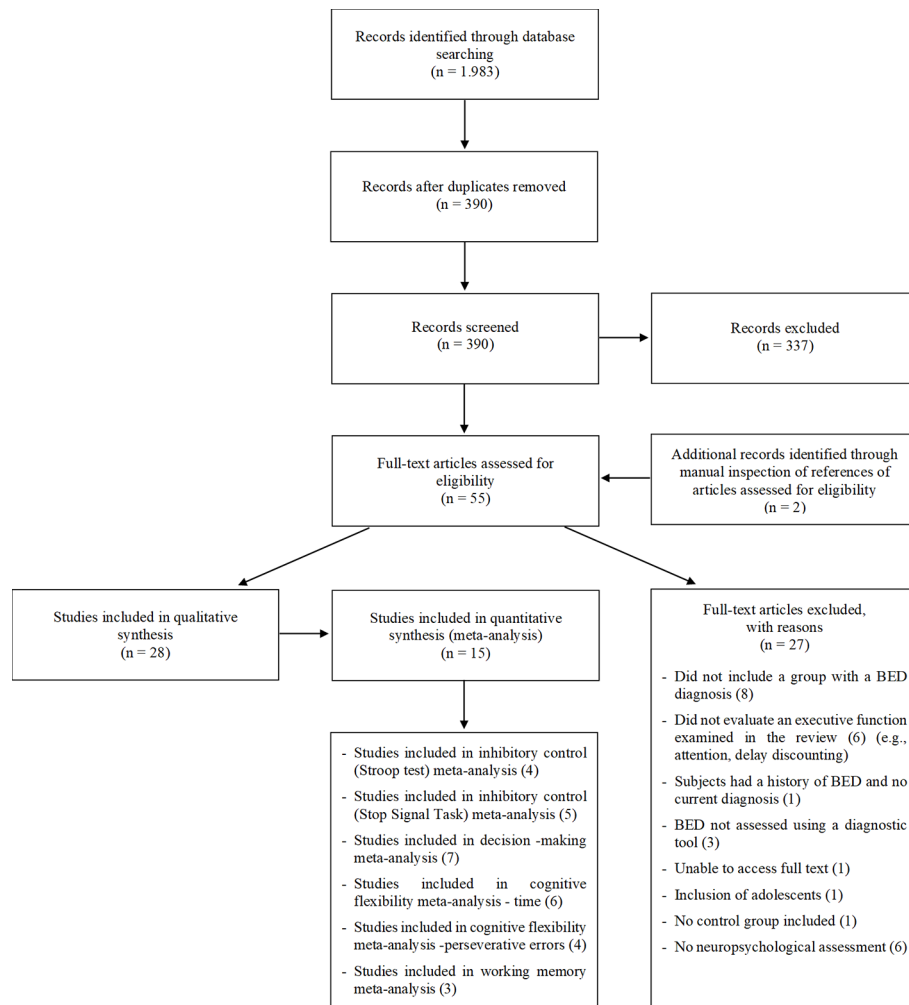 Records identified through database
searching
(n = 1.983)
Records after duplicates removed
(n = 390)
Records screened
(n = 390)
Records excluded
(n = 337)
Full-text articles assessed for
eligibility
(n = 55)
Additional records identified through
manual inspection of references of
articles assessed for eligibility
(n = 2)
Studies included in qualitative
synthesis
(n = 28)
Studies included in quantitative
synthesis (meta-analysis)
(n = 15)
Full-text articles excluded,
with reasons
(n = 27)
- Did not include a group with a BED
diagnosis (8)
- Did not evaluate an executive function
examined in the review (6) (e.g.,
attention, delay discounting)
- Subjects had a history of BED and no
current diagnosis (1)
- BED not assessed using a diagnostic
tool (3)
- Unable to access full text (1)
- Inclusion of adolescents (1)
- No control group included (1)
- No neuropsychological assessment (6)
- Studies included in inhibitory control
(Stroop test) meta-analysis (4)
- Studies included in inhibitory control
(Stop Signal Task) meta-analysis (5)
- Studies included in decision -making
meta-analysis (7)
- Studies included in cognitive
flexibility meta-analysis - time (6)
- Studies included in cognitive flexibility
meta-analysis -perseverative errors (4)
- Studies included in working memory
meta-analysis (3)